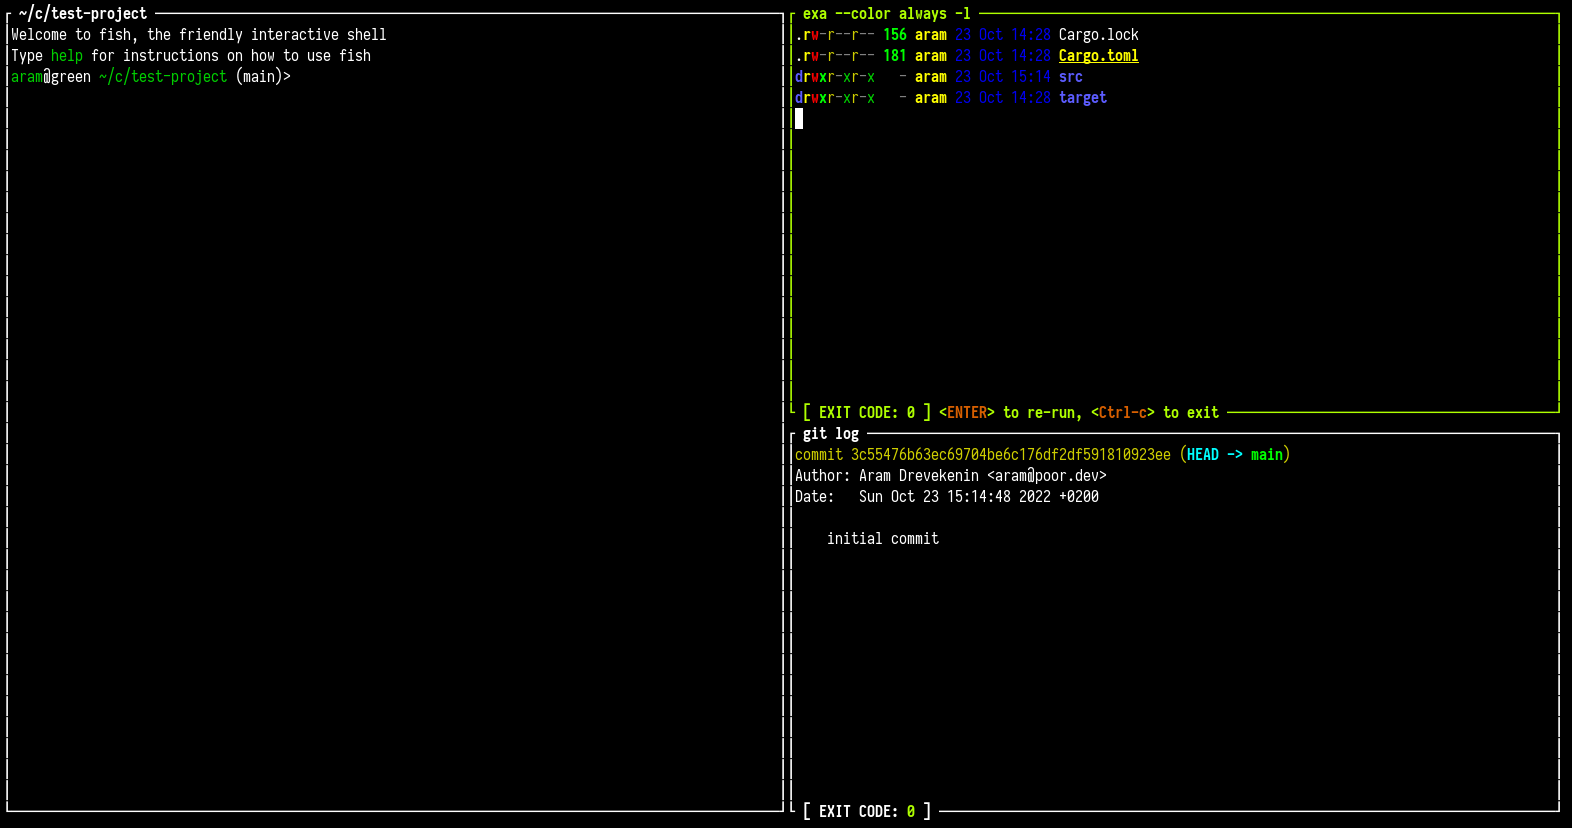 ~/c/test-project
Welcome to fish, the friendly interactive shell
Type help for instructions on how to use fish
aram@green ~/c/test-project (main)>
exa --color always -l
.rw-r--r-- 156 aram 23 Oct 14:28 Cargo.lock
.rw-r--r-- 181 aram 23 Oct 14:28 Cargo.toml
drwxr-xr-x   - aram 23 Oct 15:14 src
drwxr-xr-x   - aram 23 Oct 14:28 target
[ EXIT CODE: 0 ] <ENTER> to re-run, <Ctrl-c> to exit
git log
commit 3c55476b63ec69704be6c176df2df591810923ee (HEAD -> main)
Author: Aram Drevekenin <aram@poor.dev>
Date:   Sun Oct 23 15:14:48 2022 +0200
    initial commit
[ EXIT CODE: 0 ]